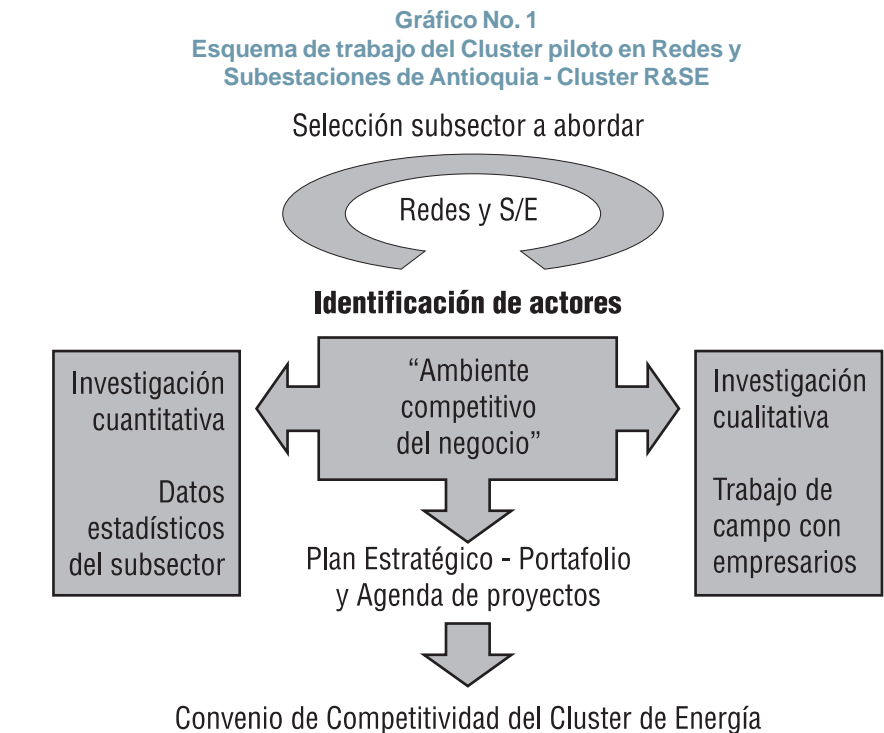 Gráfico No. 1
Esquema de trabajo del Cluster piloto en Redes y
Subestaciones de Antioquia - Cluster R&SE
Selección subsector a abordar
Redes y S/E
Identificación de actores
Investigación
cuantitativa
Datos
estadísticos
del subsector
“Ambiente
competitivo
del negocio”
Investigación
cualitativa
Trabajo de
campo con
empresarios
Plan Estratégico - Portafolio
y Agenda de proyectos
Convenio de Competitividad del Cluster de Energía